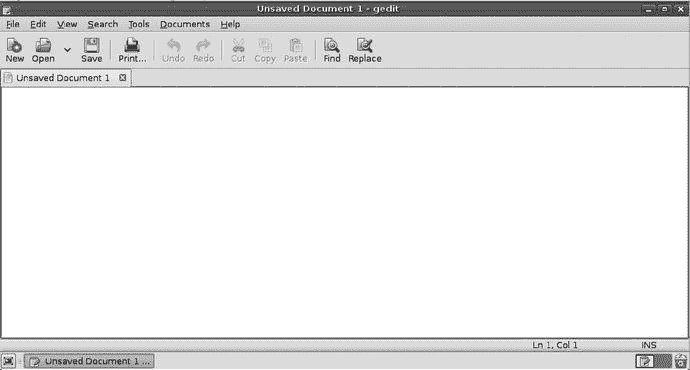 Unsaved Document 1 - gedit
File Edit View Search Tools Documents Help
New Open Save Print... Undo Redo Cut Copy Paste Find Replace
Unsaved Document 1
Ln 1, Col 1 INS
Unsaved Document 1 ...